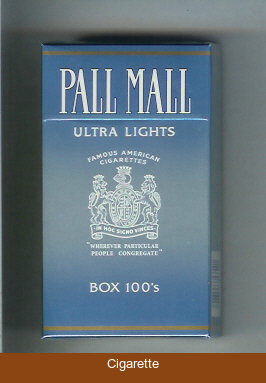 PALL MALL
ULTRA LIGHTS
FAMOUS AMERICAN
CIGARETTES
IN HOC SIGNO VINCES
"WHEREVER PARTICULAR
PEOPLE CONGREGATE"
BOX 100's
Cigarette